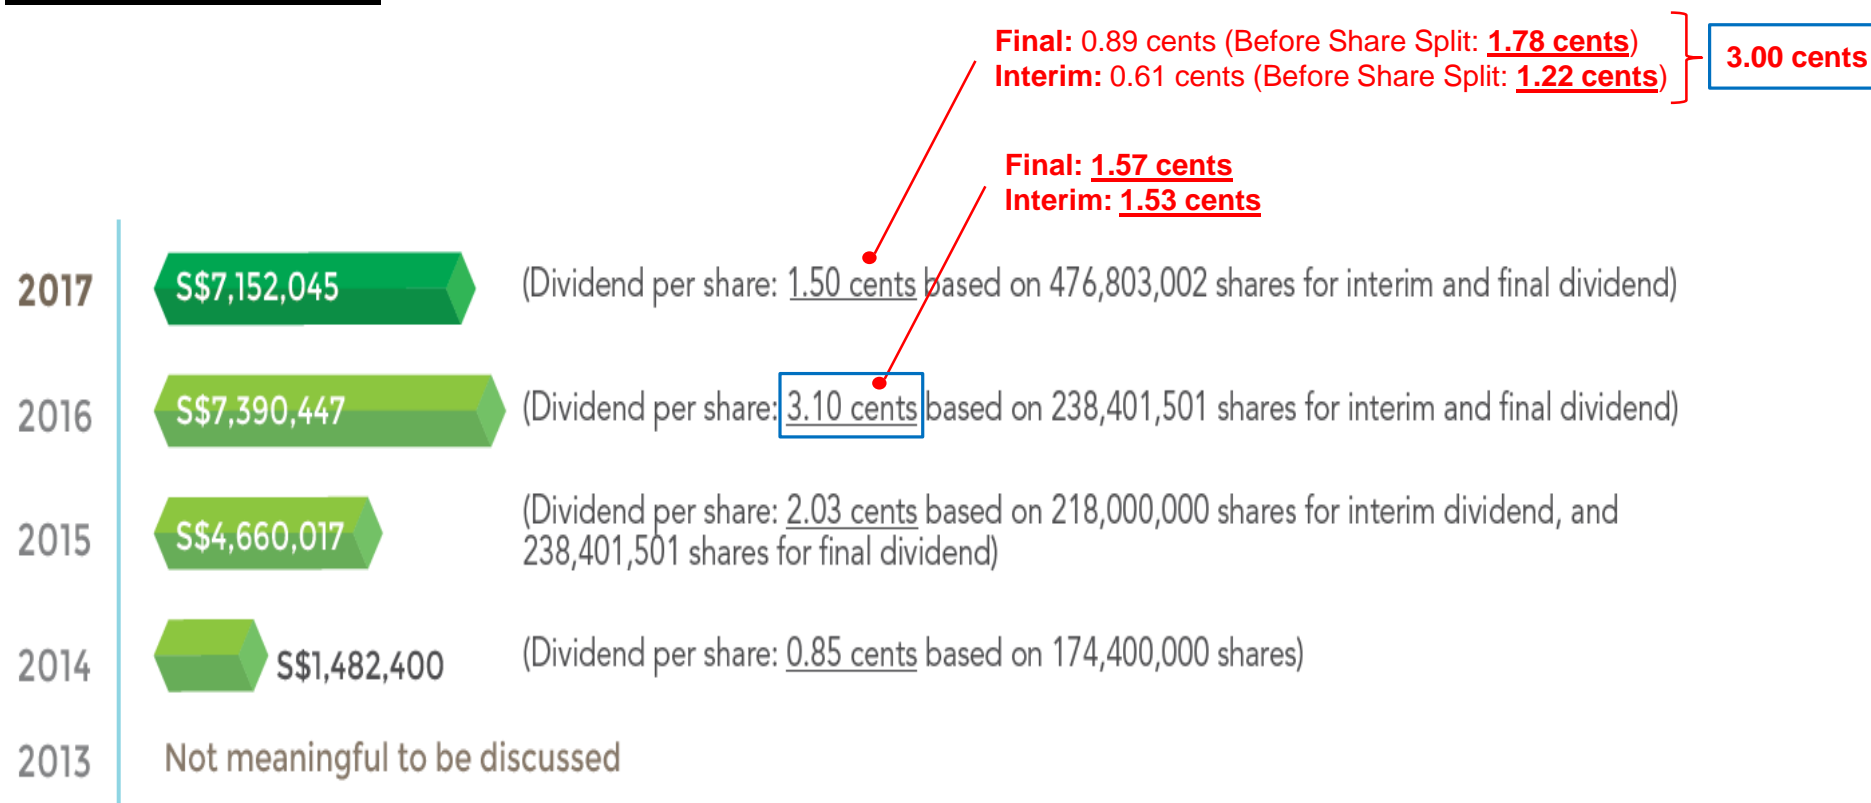 Final: 0.89 cents (Before Share Split: 1.78 cents)
Interim: 0.61 cents (Before Share Split: 1.22 cents)
3.00 cents
Final: 1.57 cents
Interim: 1.53 cents
2017 S$7,152,045 (Dividend per share: 1.50 cents based on 476,803,002 shares for interim and final dividend)
2016 S$7,390,447 (Dividend per share: 3.10 cents based on 238,401,501 shares for interim and final dividend)
2015 S$4,660,017 (Dividend per share: 2.03 cents based on 218,000,000 shares for interim dividend, and
238,401,501 shares for final dividend)
2014 S$1,482,400 (Dividend per share: 0.85 cents based on 174,400,000 shares)
2013 Not meaningful to be discussed